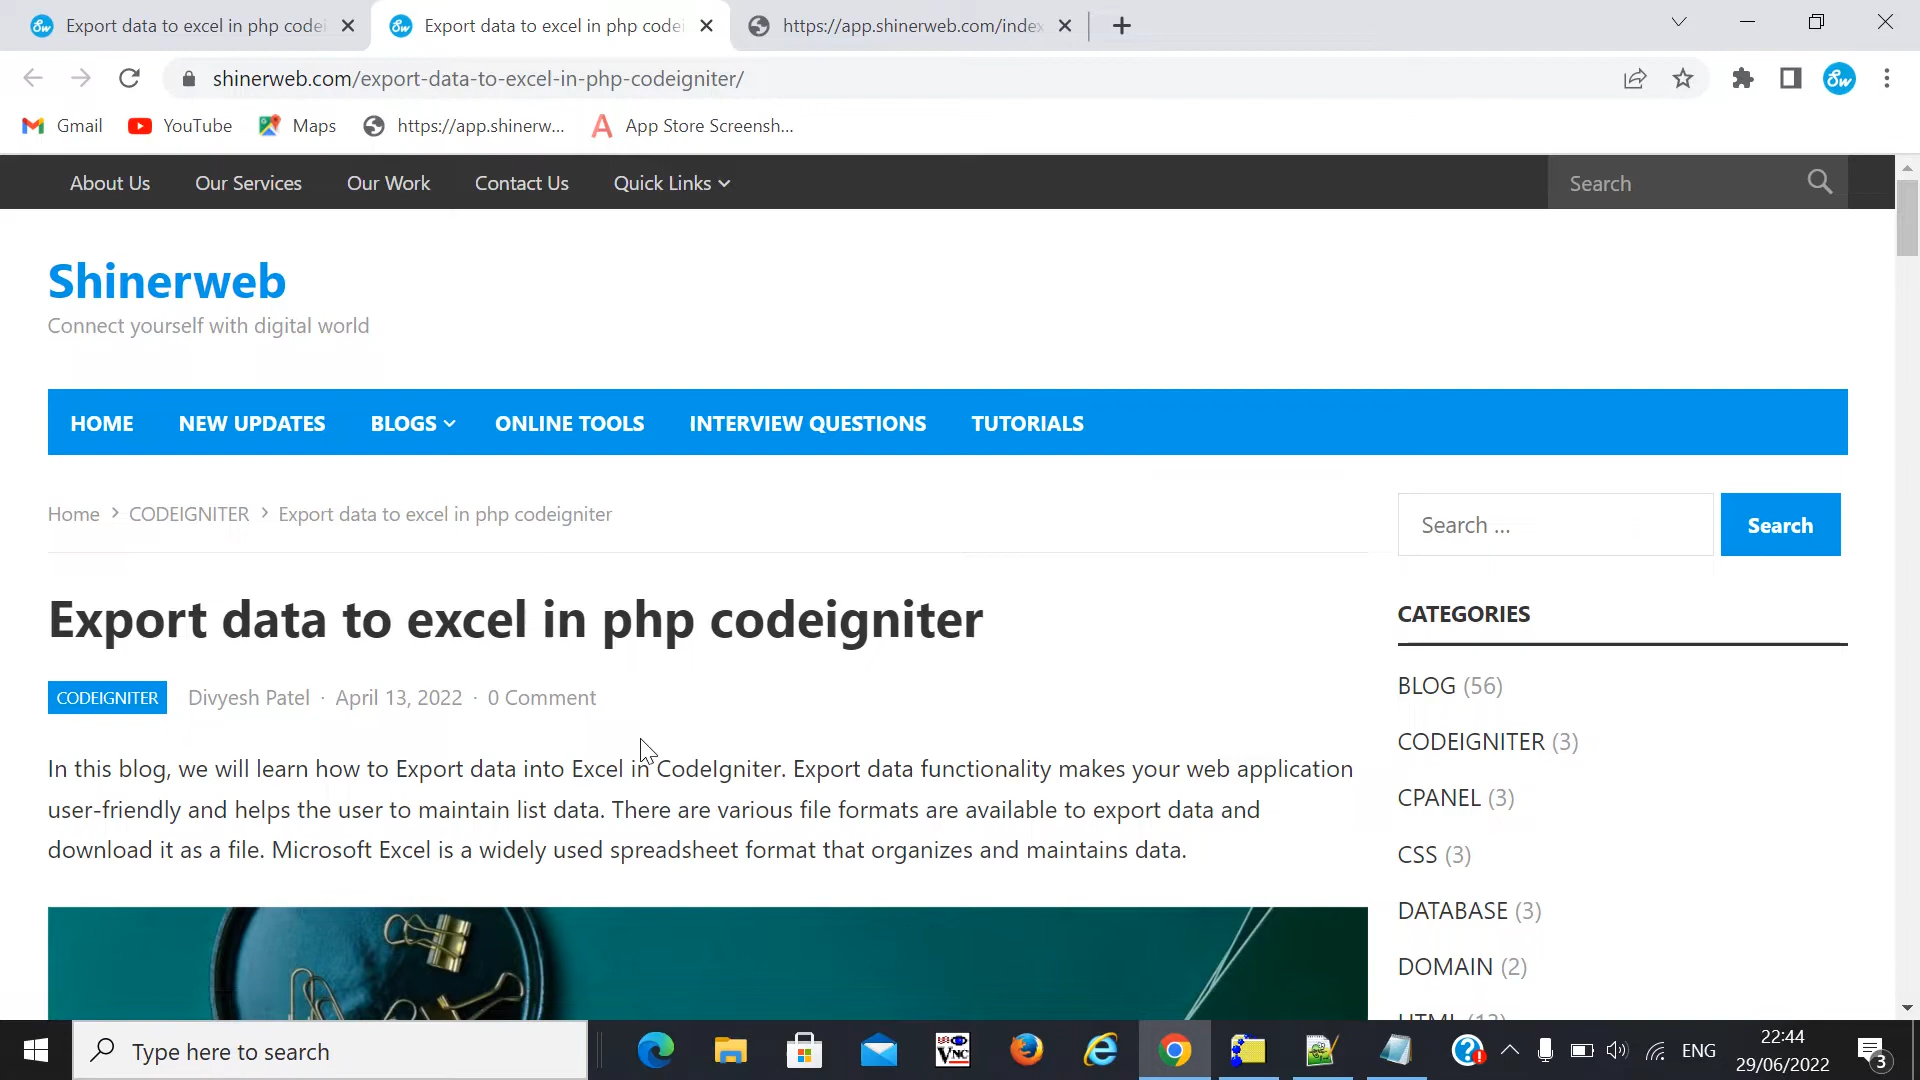 Export data to excel in php codei
Export data to excel in php codei
https://app.shinerweb.com/index
shinerweb.com/export-data-to-excel-in-php-codeigniter/
Sw
Gmail
YouTube
Maps
https://app.shinerw...
App Store Screensh...
About Us
Our Services
Our Work
Contact Us
Quick Links
Search
Shinerweb
Connect yourself with digital world
HOME
NEW UPDATES
BLOGS
ONLINE TOOLS
INTERVIEW QUESTIONS
TUTORIALS
Home > CODEIGNITER > Export data to excel in php codeigniter
Search ...
Search
Export data to excel in php codeigniter
CODEIGNITER
Divyesh Patel · April 13, 2022 · 0 Comment
In this blog, we will learn how to Export data into Excel in CodeIgniter. Export data functionality makes your web application
user-friendly and helps the user to maintain list data. There are various file formats are available to export data and
download it as a file. Microsoft Excel is a widely used spreadsheet format that organizes and maintains data.
CATEGORIES
BLOG (56)
CODEIGNITER (3)
CPANEL (3)
CSS (3)
DATABASE (3)
DOMAIN (2)
Type here to search
VNC
ENG
22:44
29/06/2022
3